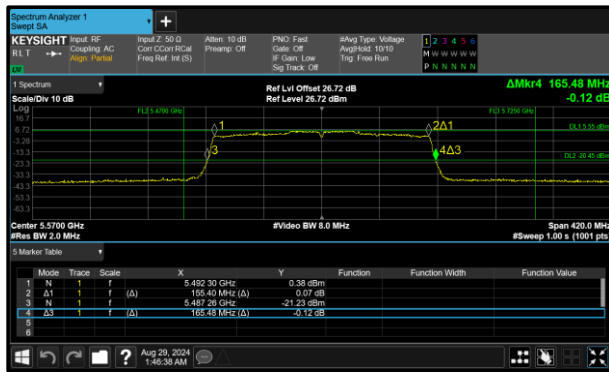 Spectrum Analyzer 1
Swept SA
KEYSIGHT Input: RF Input Z: 50 Ω Atten: 10 dB PNO: Fast #Avg Type: Voltage 1 2 3 4 5 6
RLT Coupling: AC Corr CCorr RCal Preamp: Off Gate: Off Avg|Hold: 10/10 M W W W W W
Align: Partial Freq Ref: Int (S) IF Gain: Low Trig: Free Run P N N N N N
Sig Track: Off
1 Spectrum Ref Lvl Offset 26.72 dB ΔMkr4 165.48 MHz
Scale/Div 10 dB Ref Level 26.72 dBm -0.12 dB
Log
16.7 FL2 5.4700 GHz 5.7250 GHz
6.72 1 2Δ1 DL1 5.55 dBm
-3.28
-13.3 3 4Δ3
-23.3 DL2 -20.45 dBm
-33.3
-43.3
-53.3
-63.3
Center 5.5700 GHz #Video BW 8.0 MHz Span 420.0 MHz
#Res BW 2.0 MHz #Sweep 1.00 s (1001 pts)
5 Marker Table
Mode Trace Scale X Y Function Function Width Function Value
1 N 1 f 5.492 30 GHz 0.38 dBm
2 Δ1 1 f (Δ) 155.40 MHz (Δ) 0.07 dB
3 N 1 f 5.487 26 GHz -21.23 dBm
4 Δ3 1 f (Δ) 165.48 MHz (Δ) -0.12 dB
5
6
Aug 29, 2024
1:46:38 AM